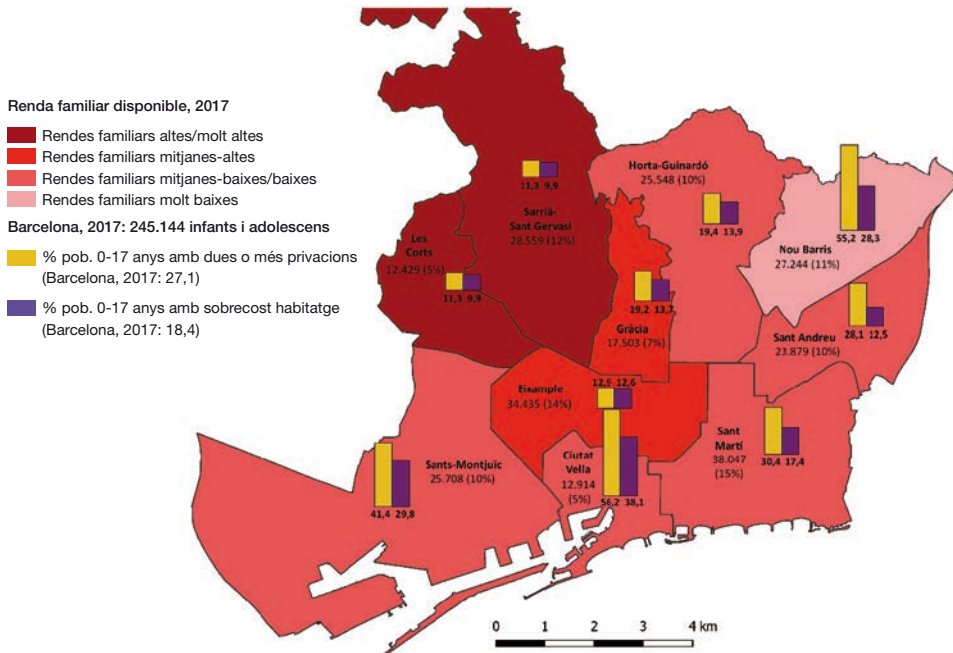 Renda familiar disponible, 2017
Rendes familiars altes/molt altes
Rendes familiars mitjanes-altes
Rendes familiars mitjanes-baixes/baixes
Rendes familiars molt baixes
Barcelona, 2017: 245.144 infants i adolescens
% pob. 0-17 anys amb dues o més privacions
(Barcelona, 2017: 27,1)
% pob. 0-17 anys amb sobrecost habitatge
(Barcelona, 2017: 18,4)
11,3 9,9
Sarrià-
Sant Gervasi
28.559 (12%)
Les
Corts
12.429 (5%)
11,3 9,9
Horta-Guinardó
25.548 (10%)
19,4 13,9
55,2 28,3
Nou Barris
27.244 (11%)
19,2 13,7
Gràcia
17.503 (7%)
28,1 12,5
Sant Andreu
23.879 (10%)
12,9 12,6
Eixample
34.435 (14%)
Sant
Martí
38.047
(15%)
30,4 17,4
Ciutat
Vella
12.914
(5%)
56,2 38,1
Sants-Montjuïc
25.708 (10%)
41,4 29,8
0 1 2 3 4 km